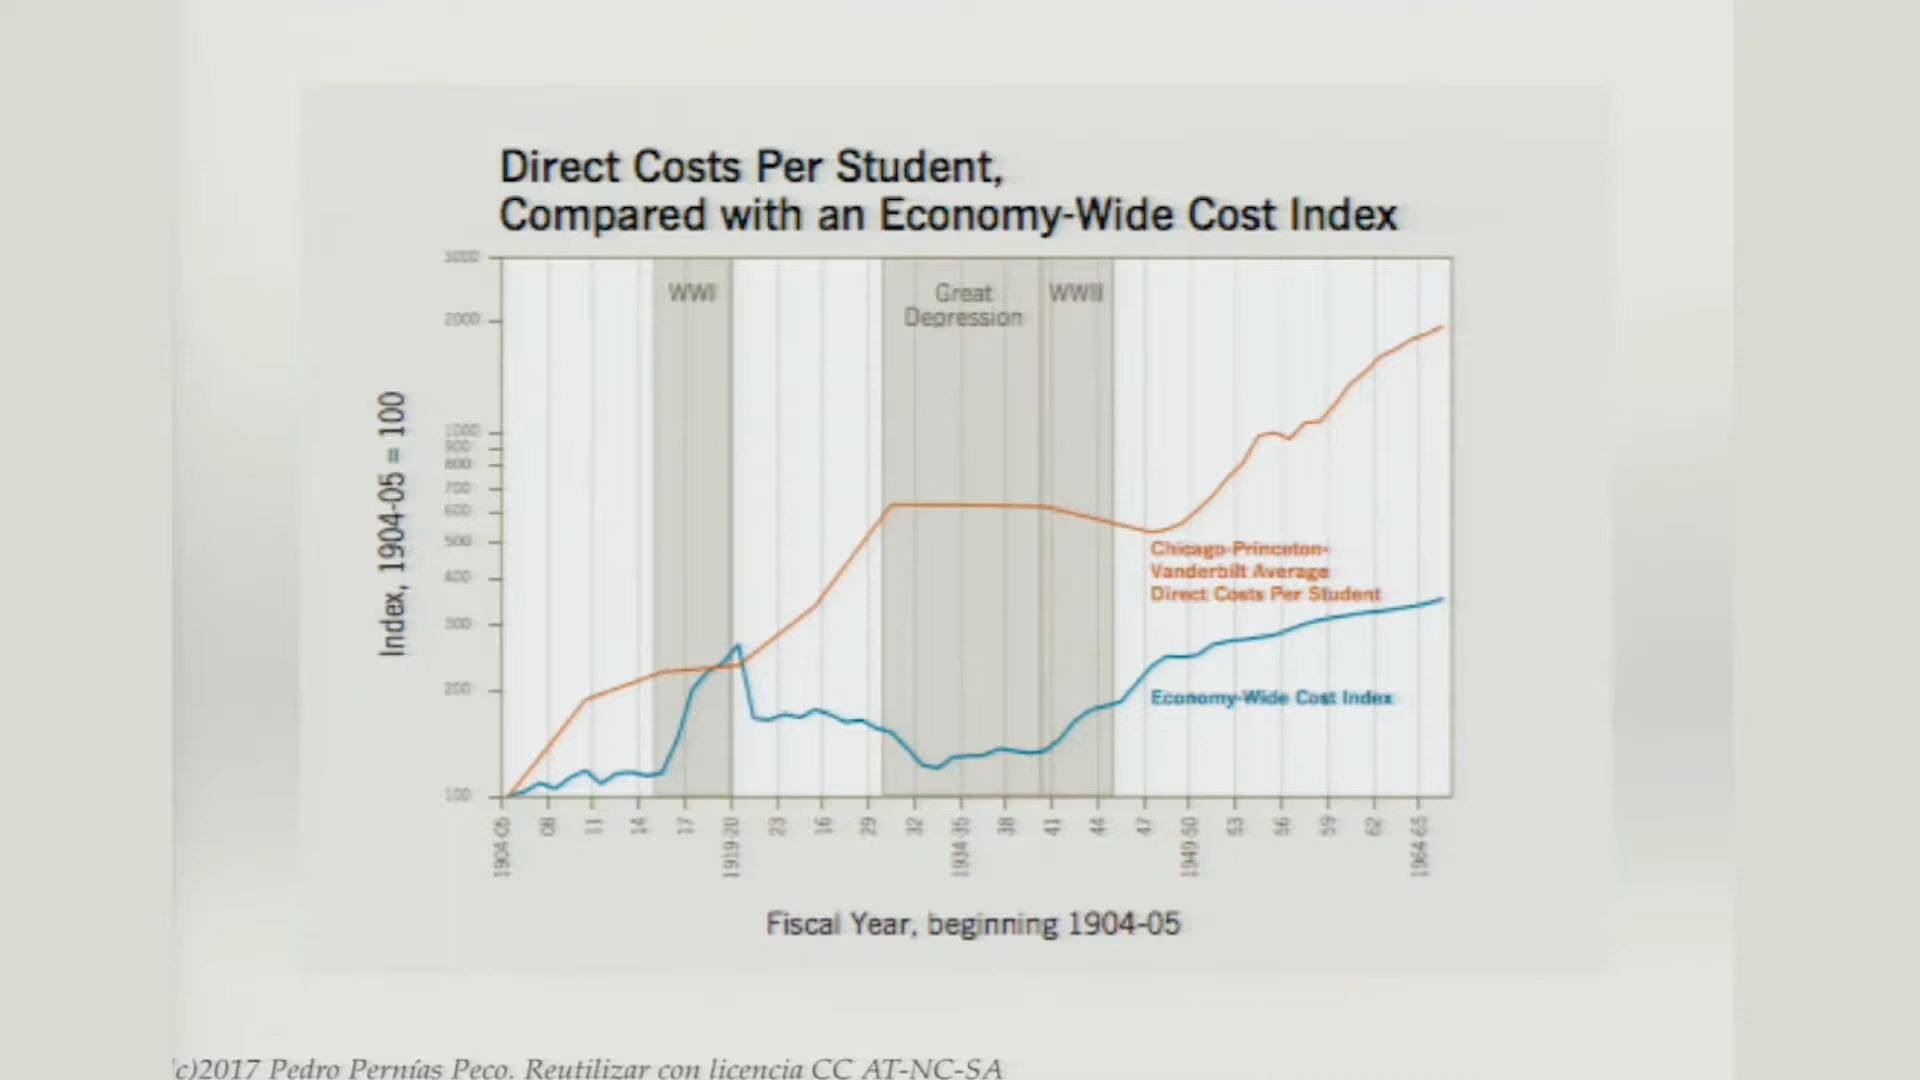 Direct Costs Per Student,
Compared with an Economy-Wide Cost Index
3000
2000
1000
900
800
700
600
500
400
300
200
100
Index, 1904-05 = 100
WWI
Great
Depression
WWII
Chicago-Princeton-
Vanderbilt Average
Direct Costs Per Student
Economy-Wide Cost Index
1904-05
08
11
14
17
1919-20
23
16
29
32
1934-35
38
41
44
47
1949-50
53
56
59
62
1964-65
Fiscal Year, beginning 1904-05
c)2017 Pedro Pernías Peco. Reutilizar con licencia CC AT-NC-SA